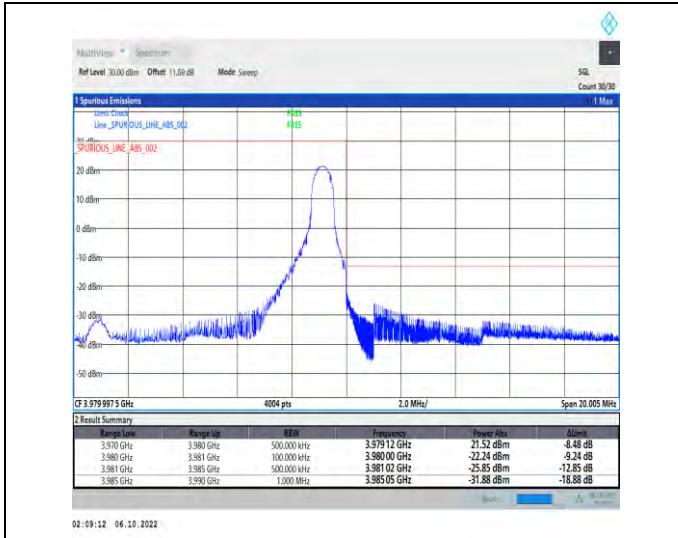 MultiView Spectrum
Ref Level 30.00 dBm Offset 11.69 dB Mode Sweep SGL
Count 30/30
1 Spurious Emissions 1 Max
Limit Check PASS
Line _SPURIOUS_LINE_ABS_002 PASS
30 dBm
_SPURIOUS_LINE_ABS_002
20 dBm
10 dBm
0 dBm
-10 dBm
-20 dBm
-30 dBm
-40 dBm
-50 dBm
CF 3.979 997 5 GHz 4004 pts 2.0 MHz/ Span 20.005 MHz
2 Result Summary
Range Low Range Up RBW Frequency Power Abs ΔLimit
3.970 GHz 3.980 GHz 500.000 kHz 3.979 12 GHz 21.52 dBm -8.48 dB
3.980 GHz 3.981 GHz 100.000 kHz 3.980 00 GHz -22.24 dBm -9.24 dB
3.981 GHz 3.985 GHz 500.000 kHz 3.981 02 GHz -25.85 dBm -12.85 dB
3.985 GHz 3.990 GHz 1.000 MHz 3.985 05 GHz -31.88 dBm -18.88 dB
02:09:12 06.10.2022